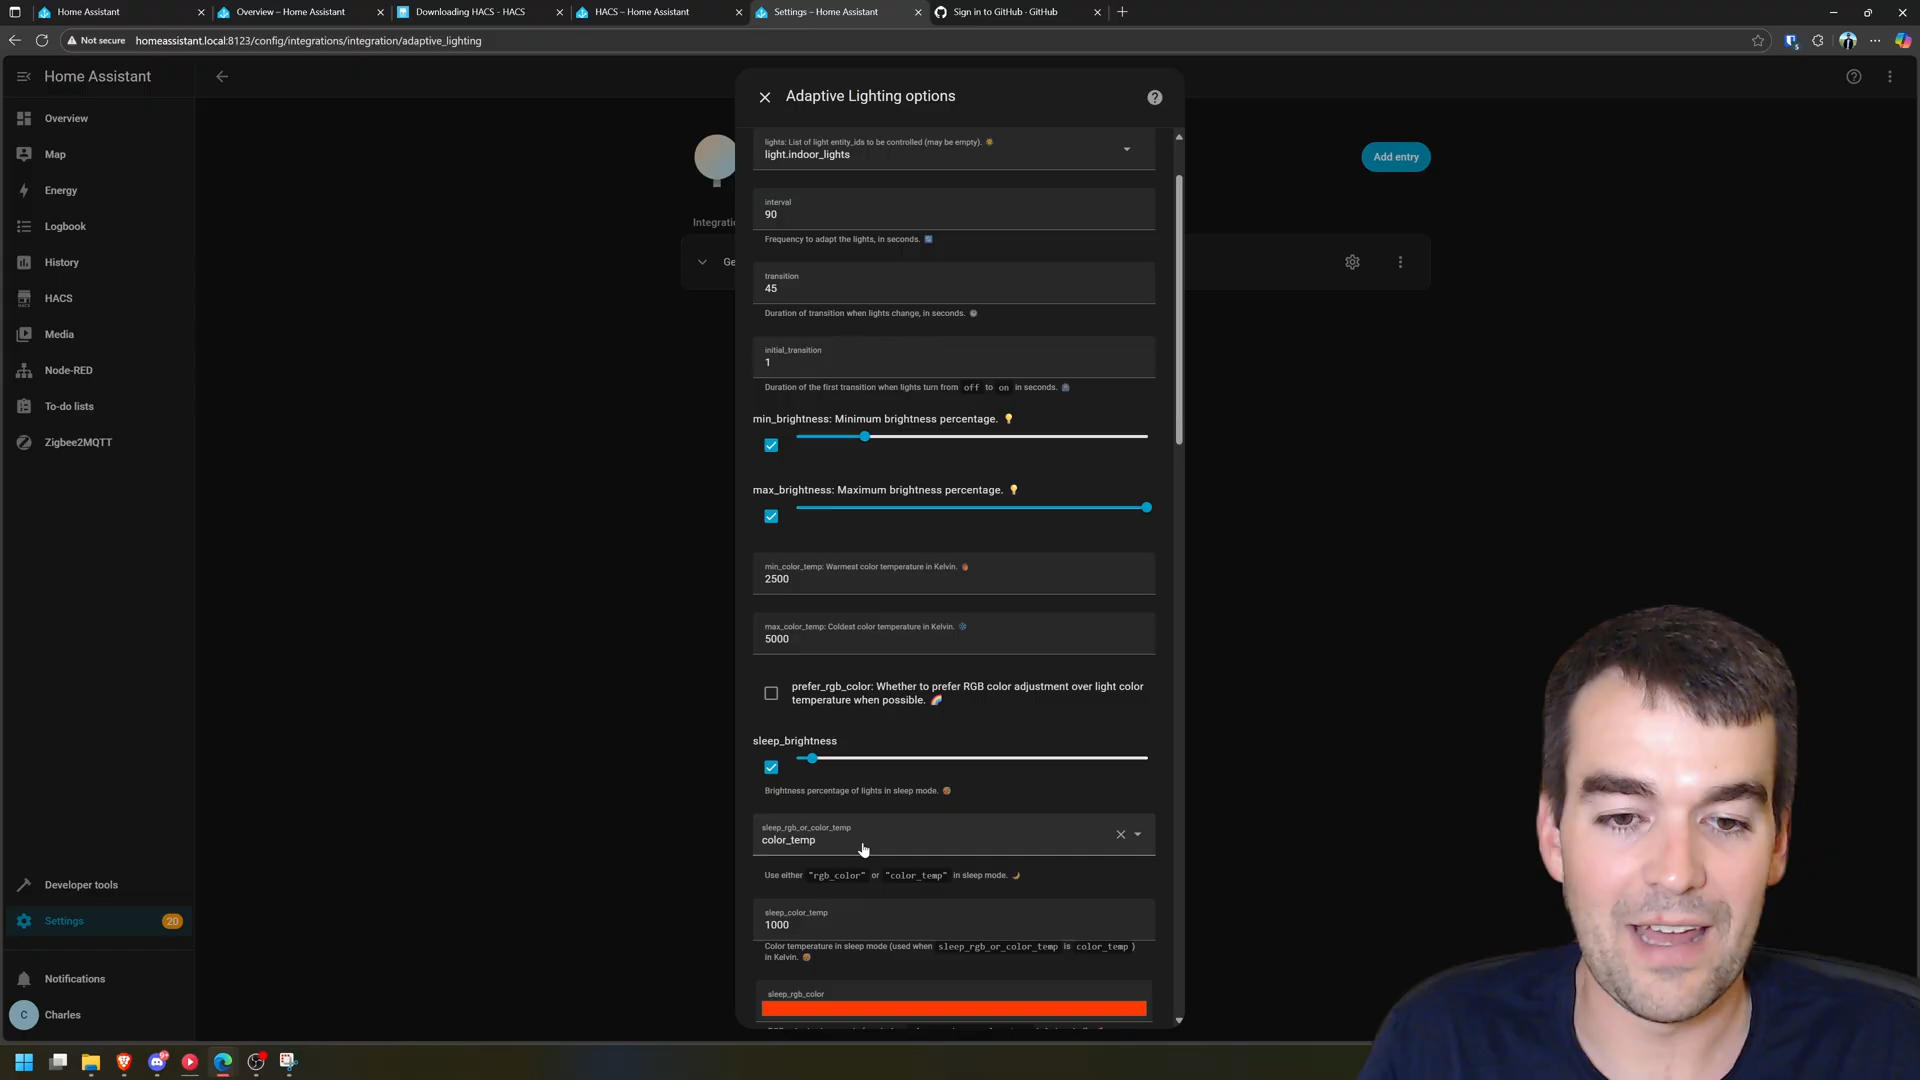 Home Assistant
Overview – Home Assistant
Downloading HACS - HACS
HACS – Home Assistant
Settings – Home Assistant
Sign in to GitHub · GitHub
Not secure
homeassistant.local:8123/config/integrations/integration/adaptive_lighting
Home Assistant
Overview
Map
Energy
Logbook
History
HACS
Media
Node-RED
To-do lists
Zigbee2MQTT
Developer tools
Settings
20
Notifications
C
Charles
Add entry
Integrati
Ge
Adaptive Lighting options
lights: List of light entity_ids to be controlled (may be empty).
light.indoor_lights
interval
90
Frequency to adapt the lights, in seconds.
transition
45
Duration of transition when lights change, in seconds.
initial_transition
1
Duration of the first transition when lights turn from off to on in seconds.
min_brightness: Minimum brightness percentage.
max_brightness: Maximum brightness percentage.
min_color_temp: Warmest color temperature in Kelvin.
2500
max_color_temp: Coldest color temperature in Kelvin.
5000
prefer_rgb_color: Whether to prefer RGB color adjustment over light color
temperature when possible.
sleep_brightness
Brightness percentage of lights in sleep mode.
sleep_rgb_or_color_temp
color_temp
Use either "rgb_color" or "color_temp" in sleep mode.
sleep_color_temp
1000
Color temperature in sleep mode (used when sleep_rgb_or_color_temp is color_temp )
in Kelvin.
sleep_rgb_color